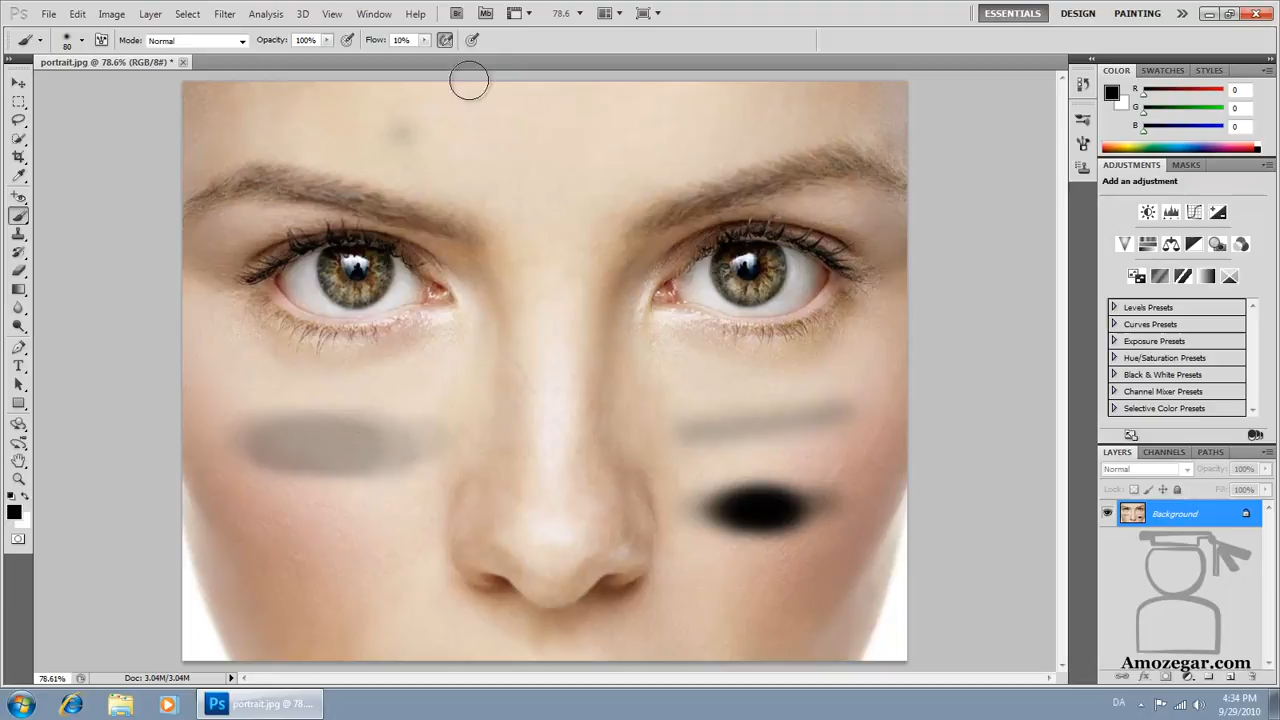 File Edit Image Layer Select Filter Analysis 3D View Window Help Br Mb 78.6 ESSENTIALS DESIGN PAINTING
80 Mode: Normal Opacity: 100% Flow: 10%
portrait.jpg @ 78.6% (RGB/8#) *
COLOR SWATCHES STYLES
R 0
G 0
B 0
ADJUSTMENTS MASKS
Add an adjustment
Levels Presets
Curves Presets
Exposure Presets
Hue/Saturation Presets
Black & White Presets
Channel Mixer Presets
Selective Color Presets
LAYERS CHANNELS PATHS
Normal Opacity: 100%
Lock: Fill: 100%
Background
Amozegar.com
78.61% Doc: 3.04M/3.04M
Ps portrait.jpg @ 78....
DA 4:34 PM
9/29/2010